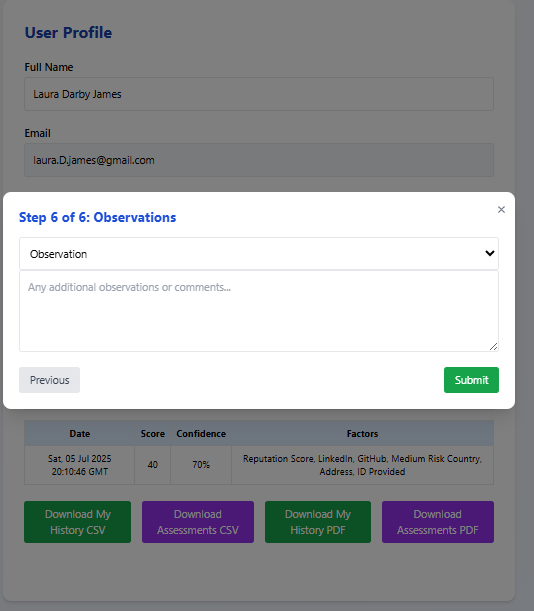 User Profile
Full Name
Laura Darby James
Email
laura.D.james@gmail.com
×
Step 6 of 6: Observations
Observation
Any additional observations or comments...
Previous
Submit
Date Score Confidence Factors
Sat, 05 Jul 2025
20:10:46 GMT
40
70%
Reputation Score, LinkedIn, GitHub, Medium Risk Country,
Address, ID Provided
Download My
History CSV
Download
Assessments CSV
Download My
History PDF
Download
Assessments PDF